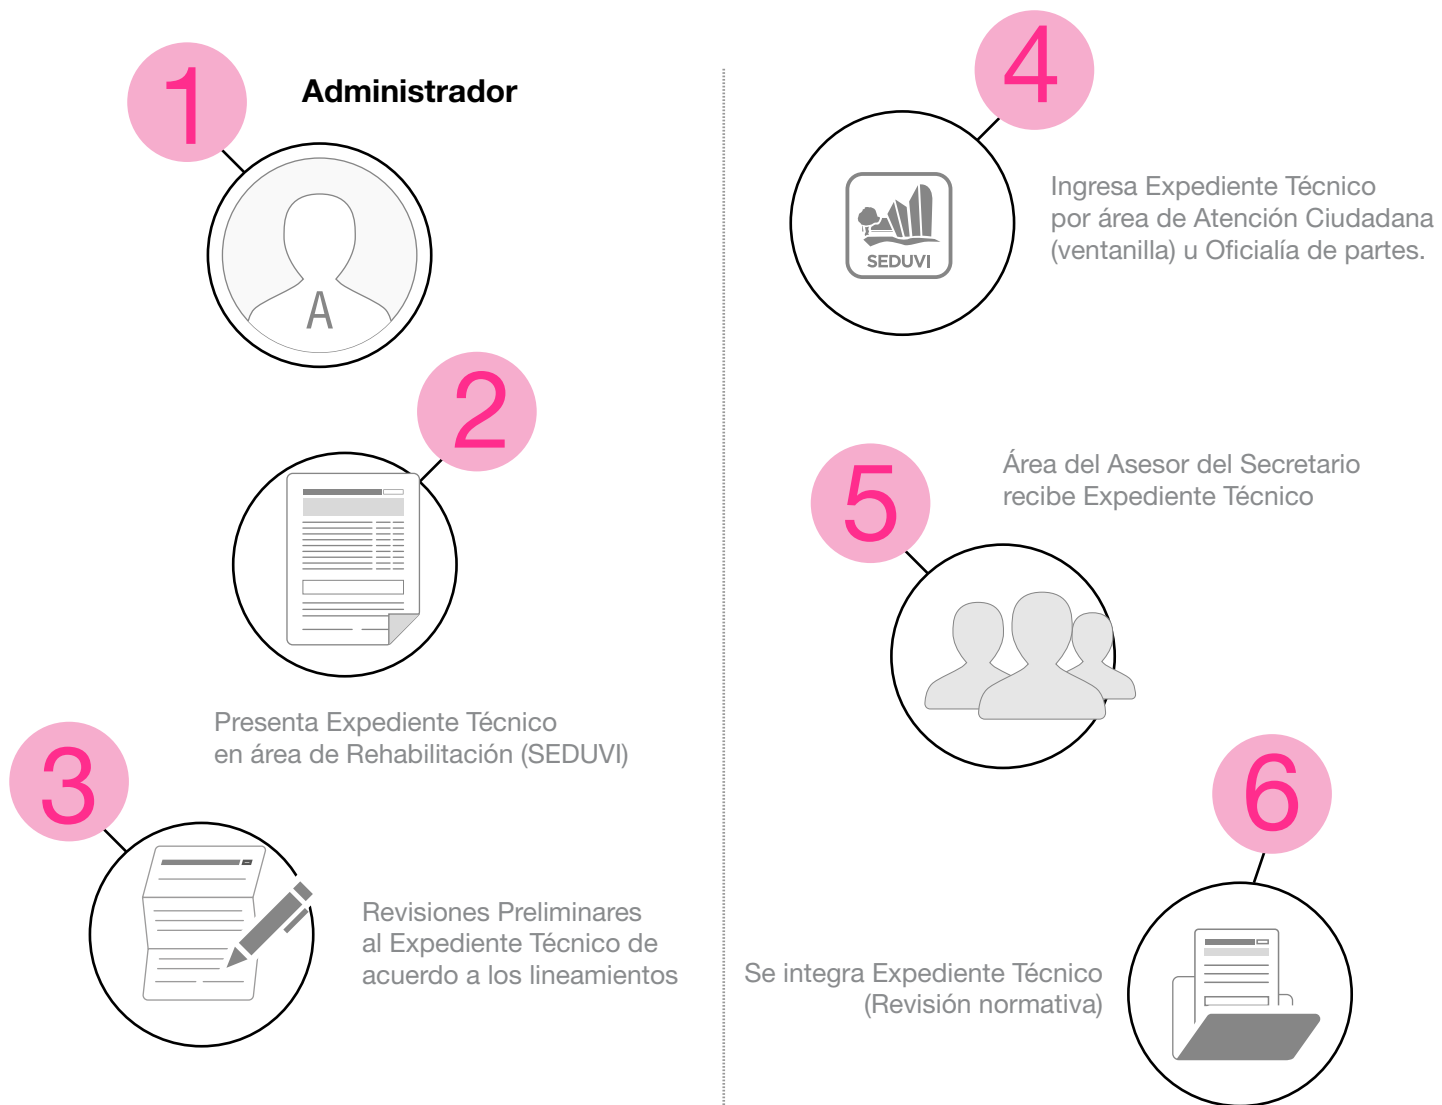 1
Administrador
A
2
Presenta Expediente Técnico
en área de Rehabilitación (SEDUVI)
3
Revisiones Preliminares
al Expediente Técnico de
acuerdo a los lineamientos
4
SEDUVI
Ingresa Expediente Técnico
por área de Atención Ciudadana
(ventanilla) u Oficialía de partes.
5
Área del Asesor del Secretario
recibe Expediente Técnico
6
Se integra Expediente Técnico
(Revisión normativa)